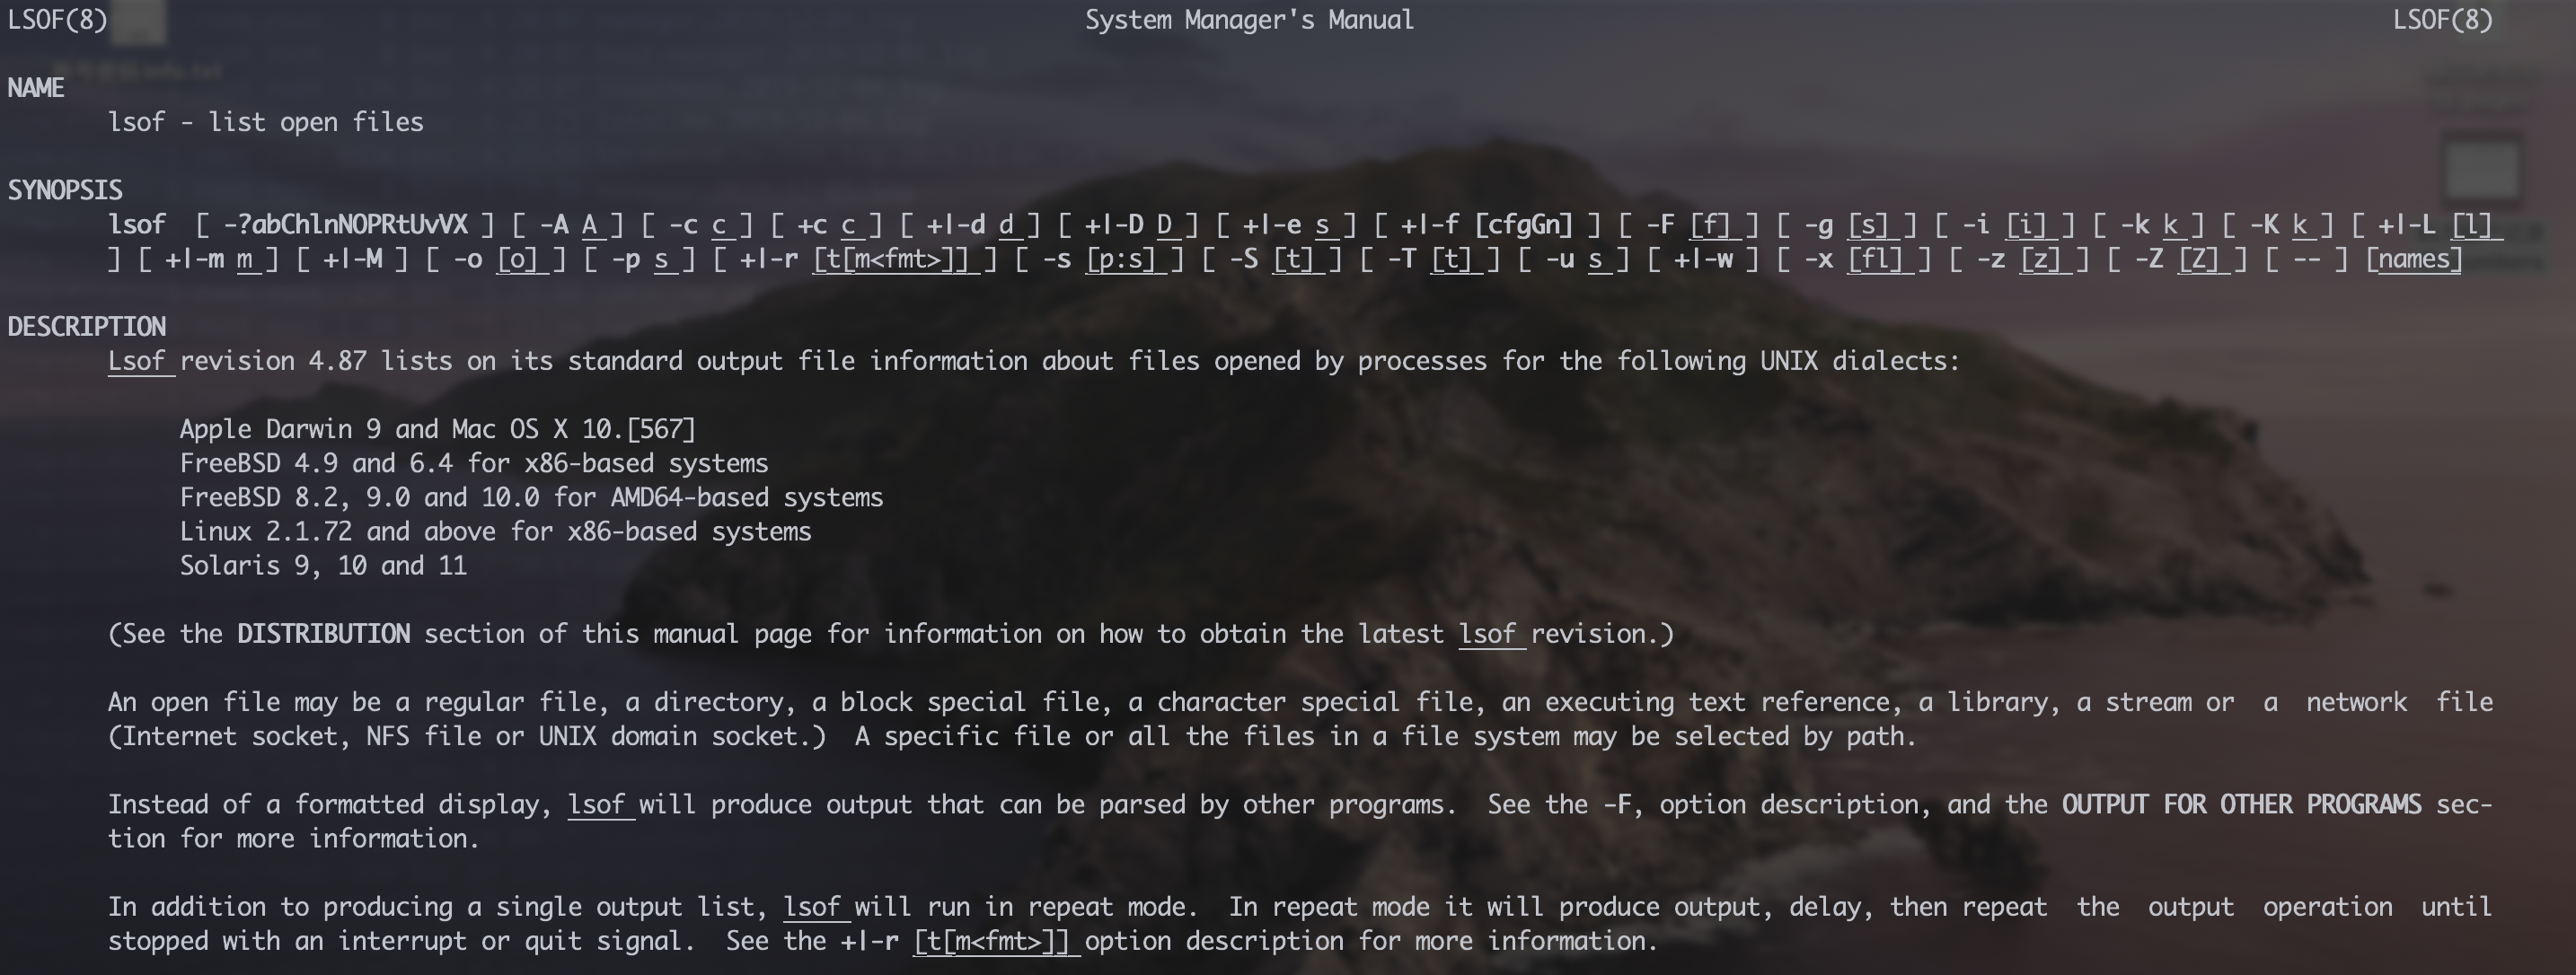 LSOF(8) System Manager's Manual LSOF(8)
NAME
lsof - list open files
SYNOPSIS
lsof [ -?abChlnNOPRtUvVX ] [ -A A ] [ -c c ] [ +c c ] [ +|-d d ] [ +|-D D ] [ +|-e s ] [ +|-f [cfgGn] ] [ -F [f] ] [ -g [s] ] [ -i [i] ] [ -k k ] [ -K k ] [ +|-L [l]
] [ +|-m m ] [ +|-M ] [ -o [o] ] [ -p s ] [ +|-r [t[m<fmt>]] ] [ -s [p:s] ] [ -S [t] ] [ -T [t] ] [ -u s ] [ +|-w ] [ -x [fl] ] [ -z [z] ] [ -Z [Z] ] [ -- ] [names]
DESCRIPTION
Lsof revision 4.87 lists on its standard output file information about files opened by processes for the following UNIX dialects:
Apple Darwin 9 and Mac OS X 10.[567]
FreeBSD 4.9 and 6.4 for x86-based systems
FreeBSD 8.2, 9.0 and 10.0 for AMD64-based systems
Linux 2.1.72 and above for x86-based systems
Solaris 9, 10 and 11
(See the DISTRIBUTION section of this manual page for information on how to obtain the latest lsof revision.)
An open file may be a regular file, a directory, a block special file, a character special file, an executing text reference, a library, a stream or a network file
(Internet socket, NFS file or UNIX domain socket.) A specific file or all the files in a file system may be selected by path.
Instead of a formatted display, lsof will produce output that can be parsed by other programs. See the -F, option description, and the OUTPUT FOR OTHER PROGRAMS sec-
tion for more information.
In addition to producing a single output list, lsof will run in repeat mode. In repeat mode it will produce output, delay, then repeat the output operation until
stopped with an interrupt or quit signal. See the +|-r [t[m<fmt>]] option description for more information.